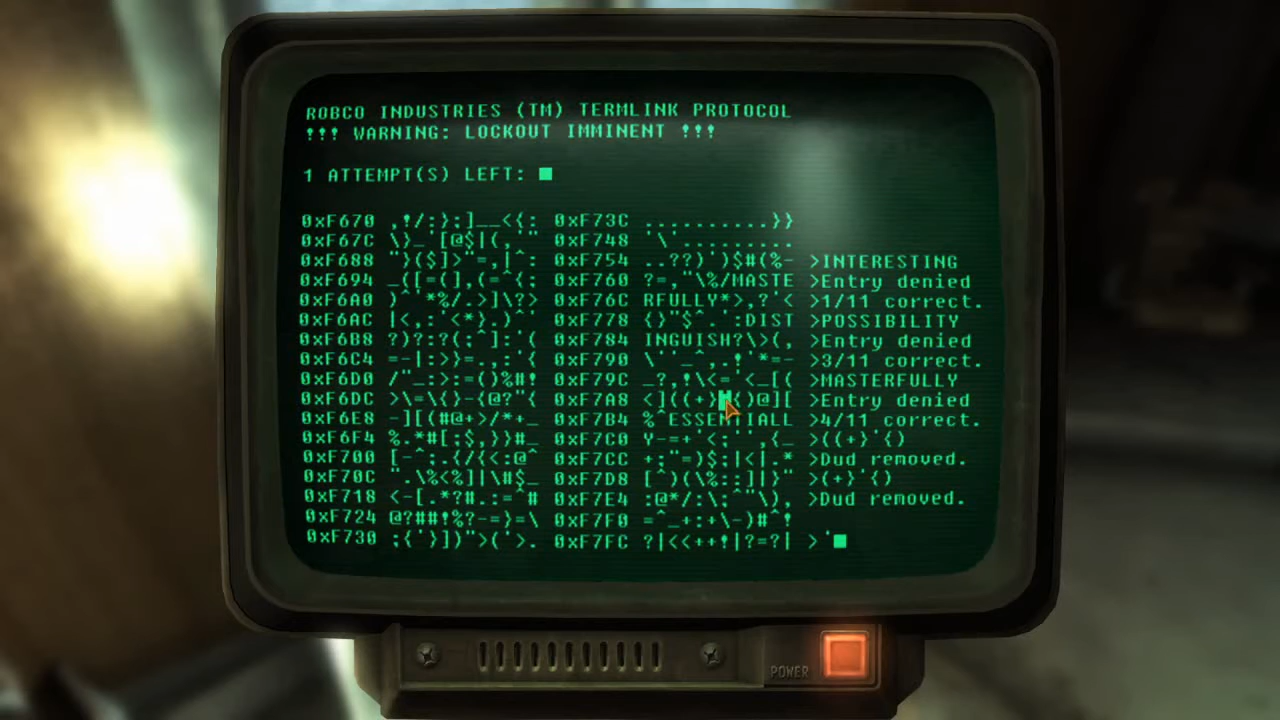 ROBCO INDUSTRIES (TM) TERMLINK PROTOCOL
!!! WARNING: LOCKOUT IMMINENT !!!
1 ATTEMPT(S) LEFT:
0xF670 ,!/:};]__<{: 0xF73C ..........}}
0xF67C \}_'[@$|(,'" 0xF748 '\'.........
0xF688 "}($]>"=,|^: 0xF754 ..??)')$#(%- >INTERESTING
0xF694 _{[=(],(=^{: 0xF760 ?=,"\%/MASTE >Entry denied
0xF6A0 )^'*%/.>]\?> 0xF76C RFULLY*>,?'< >1/11 correct.
0xF6AC |<,:'<*}.)^' 0xF778 {}"$^.':DIST >POSSIBILITY
0xF6B8 ?)?:?(;^]:'( 0xF784 INGUISH?\>(, >Entry denied
0xF6C4 =-|:>}=.,:'{ 0xF790 \''_^,.!'*=- >3/11 correct.
0xF6D0 /"_:>:=()%#! 0xF79C _?,!\<='<_[( >MASTERFULLY
0xF6DC >\=\{}-{@?"{ 0xF7A8 <]((+}'{)@][ >Entry denied
0xF6E8 -][(#@+>/*+_ 0xF7B4 %^ESSENTIALL >4/11 correct.
0xF6F4 %.*#[;$,}}#_ 0xF7C0 Y-=+'<:'',{_ >((+}'{)
0xF700 [-^;.{/{<:@^ 0xF7CC +;"=)$;|<|.* >Dud removed.
0xF70C ".\%<%]|\#$_ 0xF7D8 [^)(\%::]|}" >(+}'{)
0xF718 <-[.*?#.:=^# 0xF7E4 :@*/:\;^"\), >Dud removed.
0xF724 @?##!%?-=}=\ 0xF7F0 =^_+:+\-)#^!
0xF730 ;{'}])">('>. 0xF7FC ?|<<++!|?=?| >'
POWER